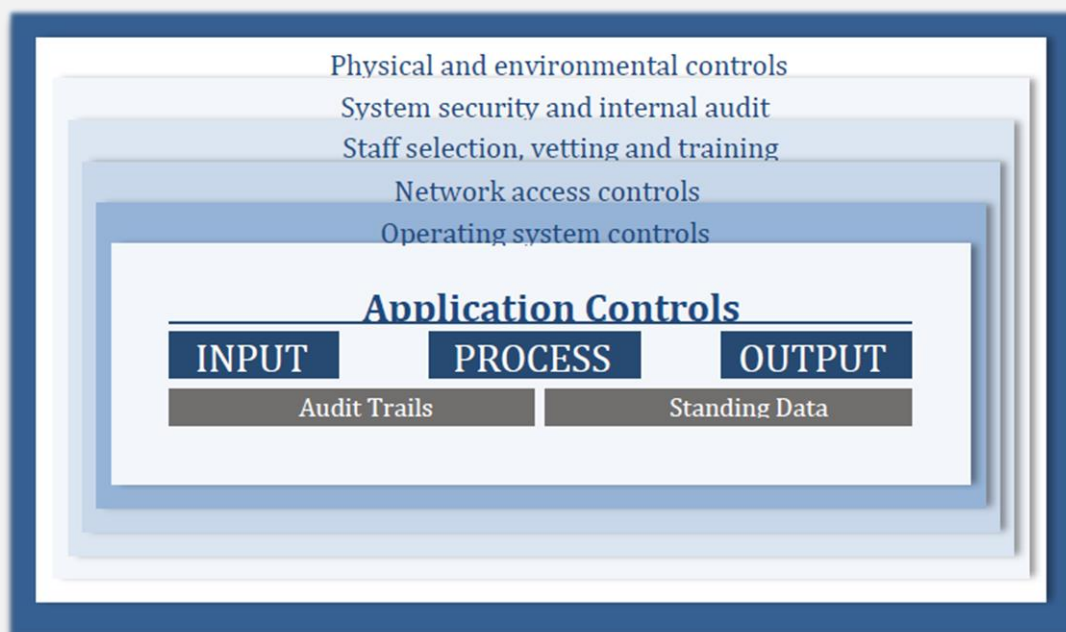 Physical and environmental controls
System security and internal audit
Staff selection, vetting and training
Network access controls
Operating system controls
Application Controls
INPUT PROCESS OUTPUT
Audit Trails Standing Data